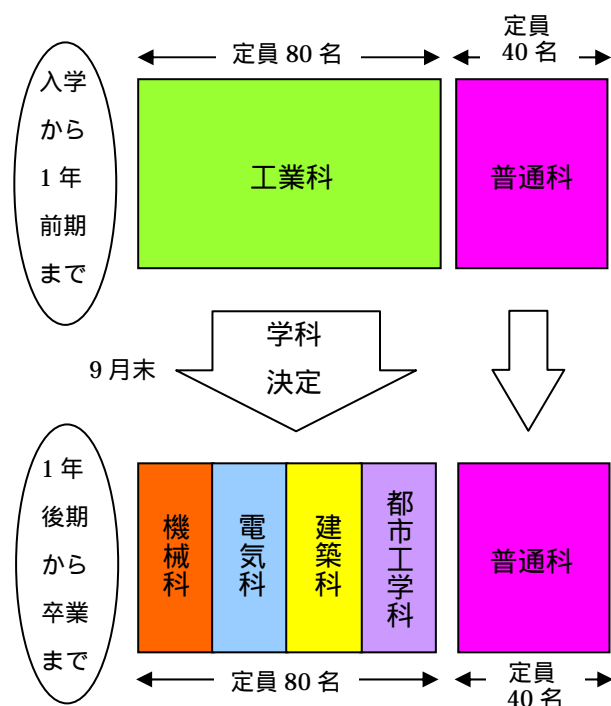 定員 80 名
定員
40 名
入学
から
1 年
前期
まで
工業科
普通科
9 月末
学科
決定
1 年
後期
から
卒業
まで
機械科
電気科
建築科
都市工学科
普通科
定員 80 名
定員
40 名